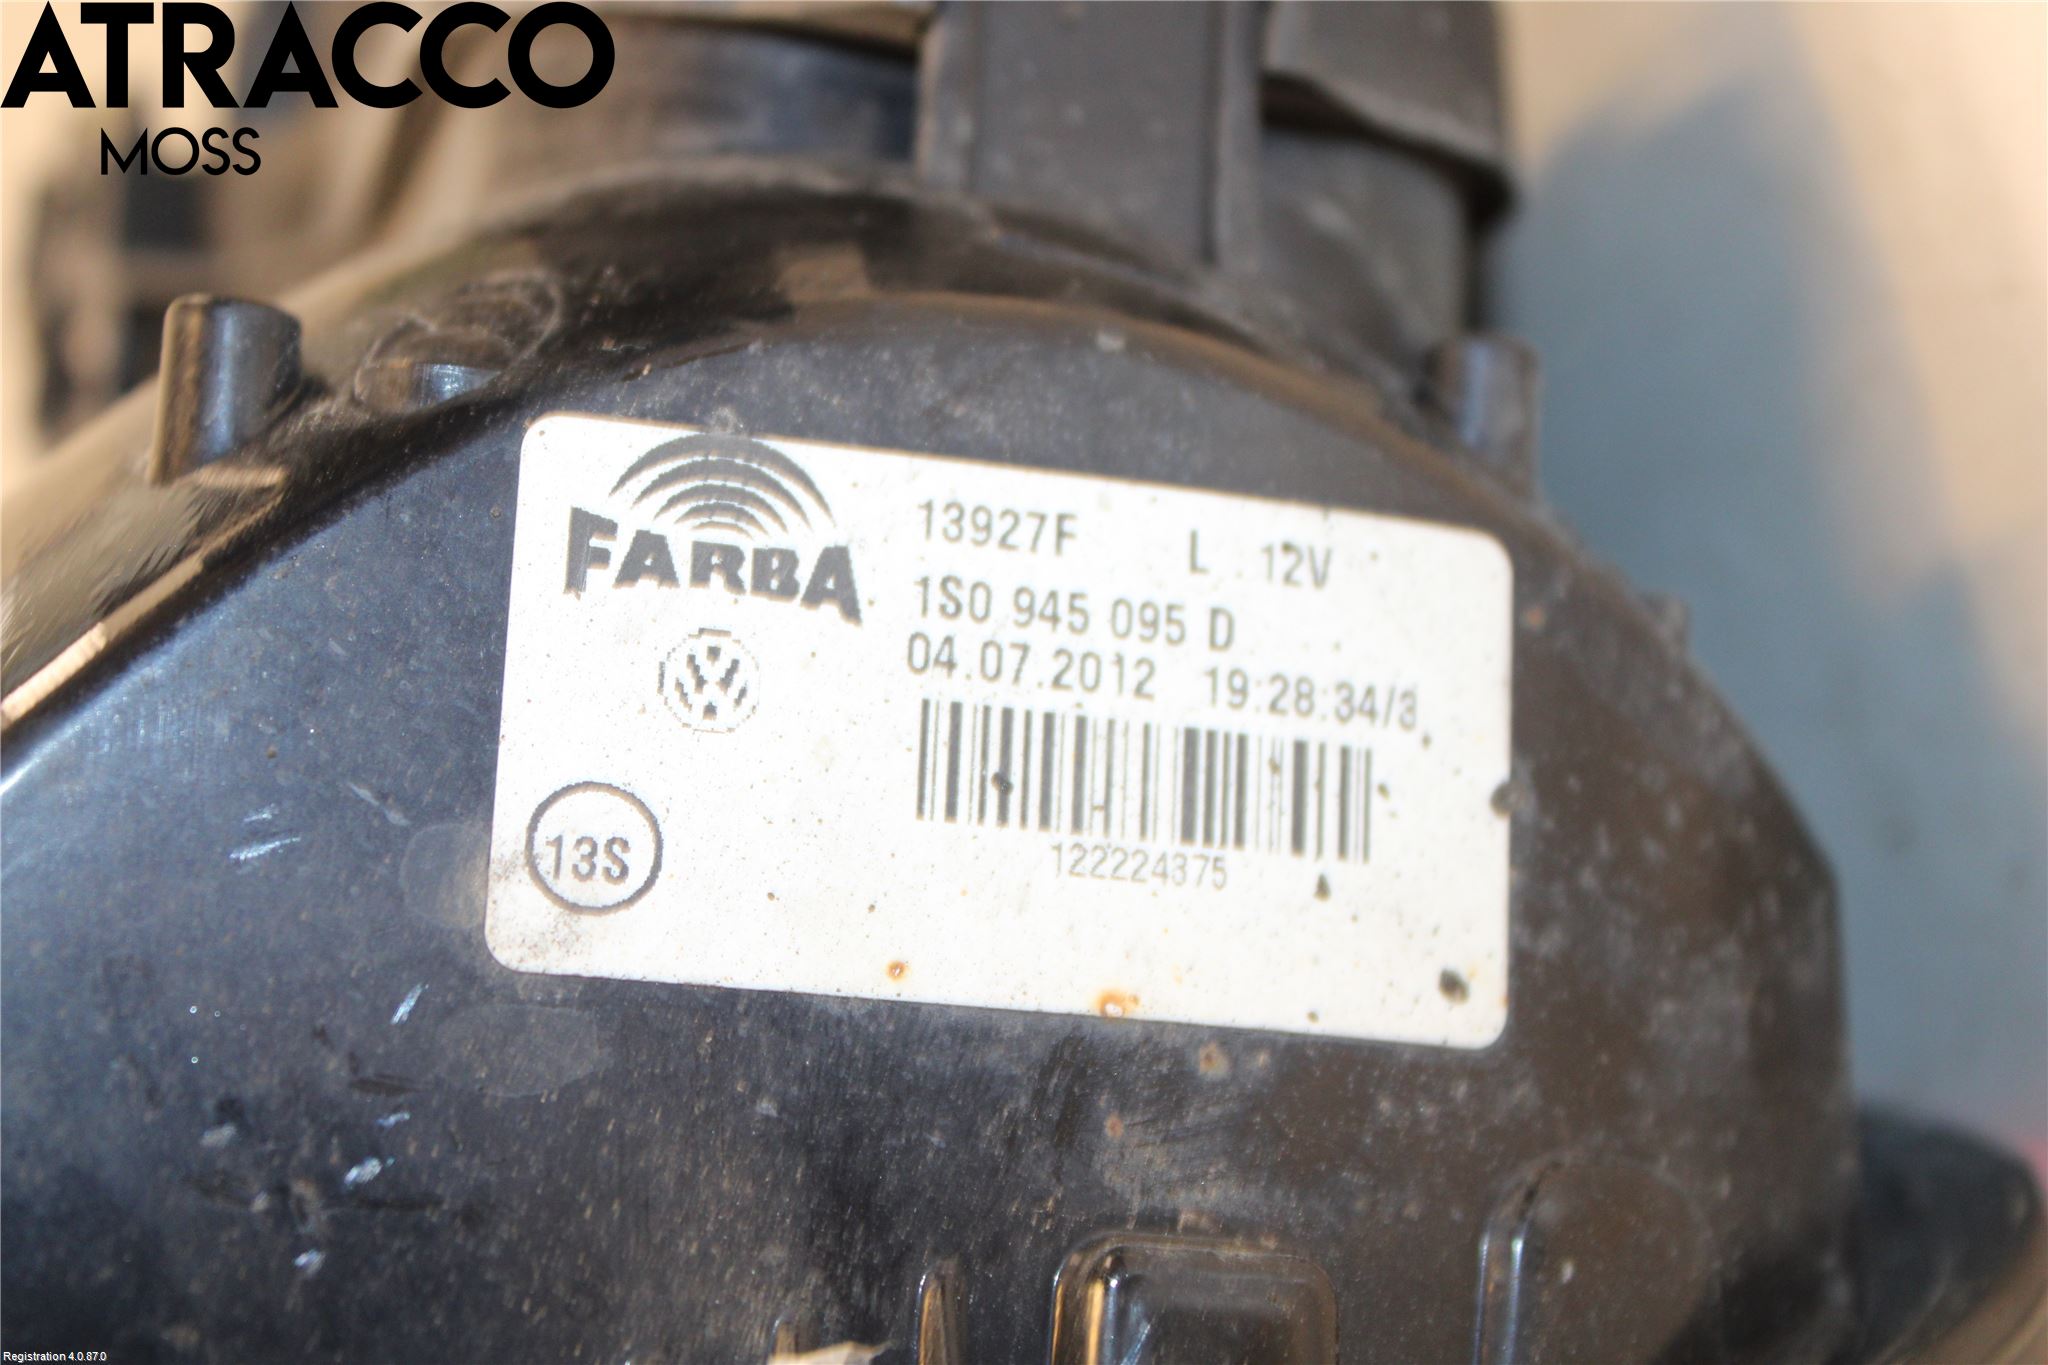 ATRACCO
MOSS
FARBA
13927F L 12V
1S0 945 095 D
04.07.2012 19:28:34/3
122224375
13S
Registration 4.0.87.0